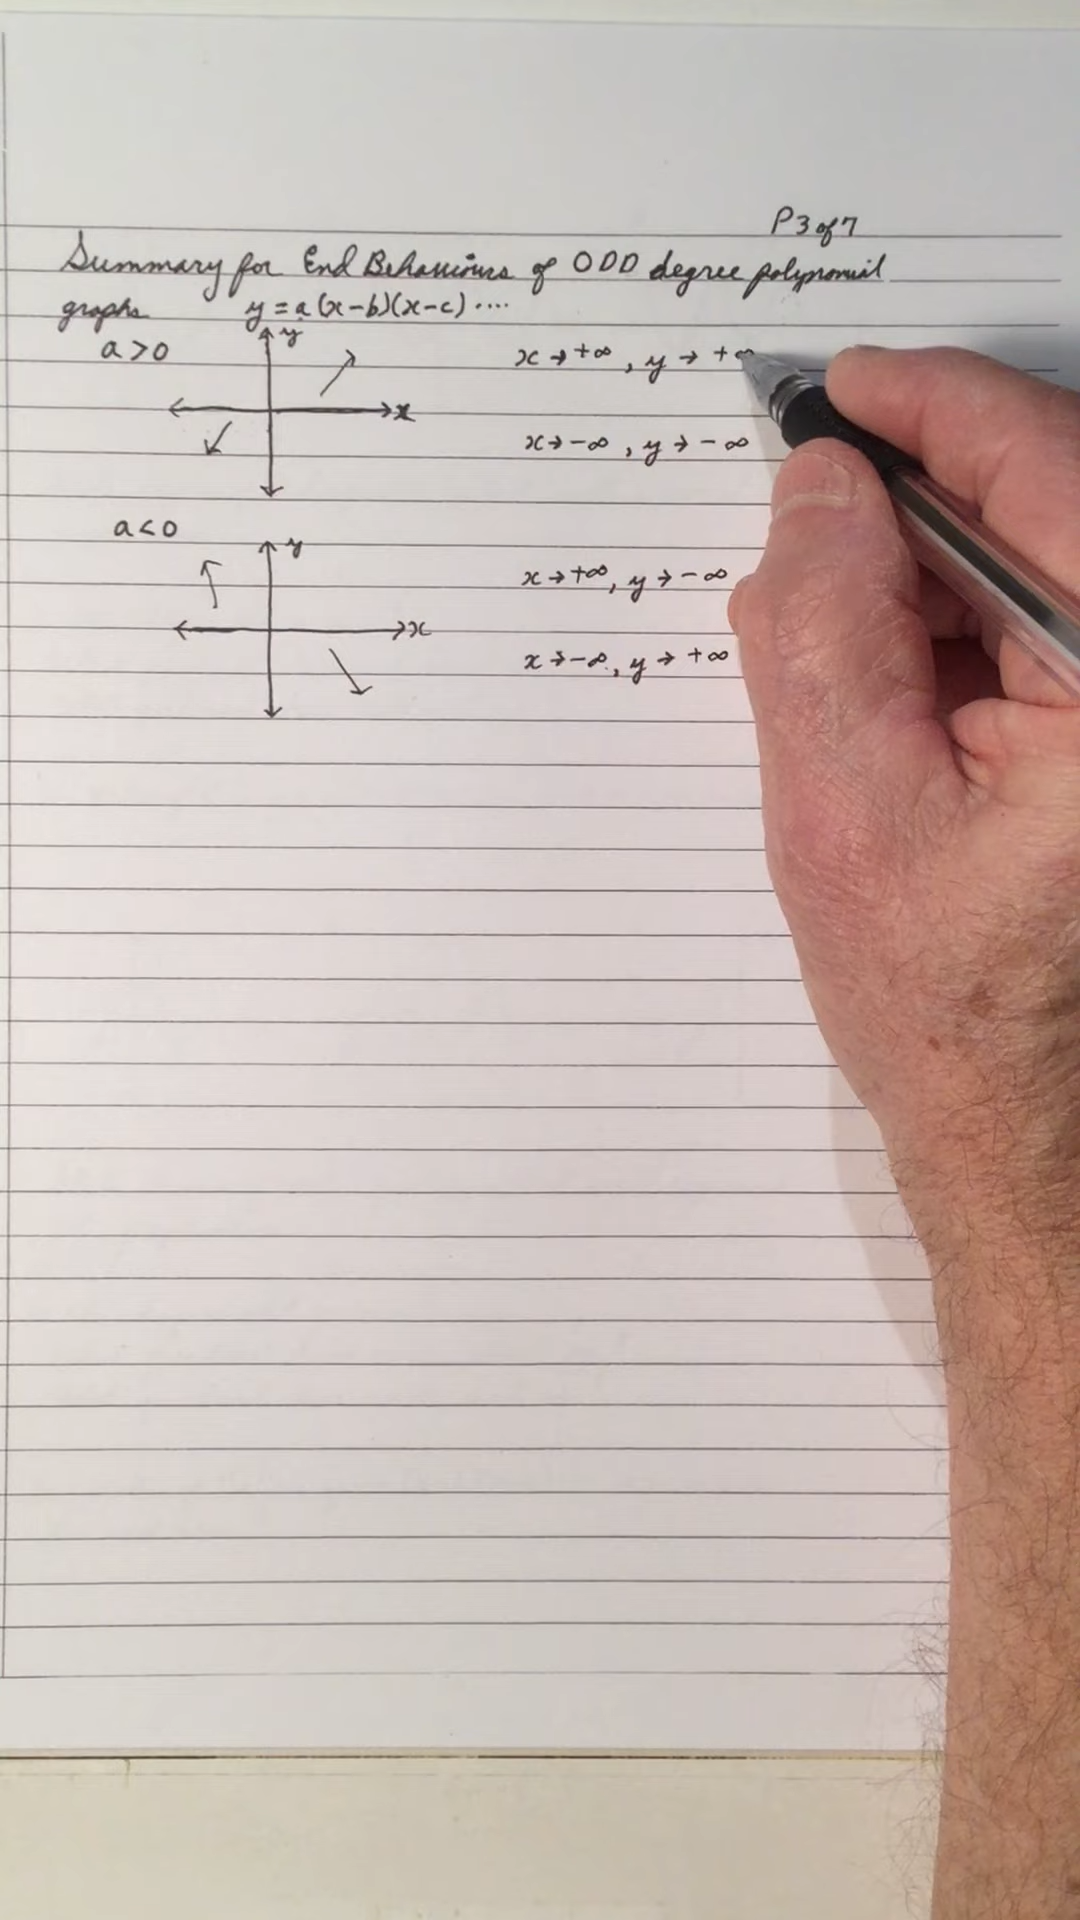 P3 of 7
Summary for End Behaviours of ODD degree polynomial
graphs y = a (x-b)(x-c) ....
a > 0
y
x
x → +∞, y → +∞
x → -∞, y → -∞
a < 0
y
x
x → +∞, y → -∞
x → -∞, y → +∞